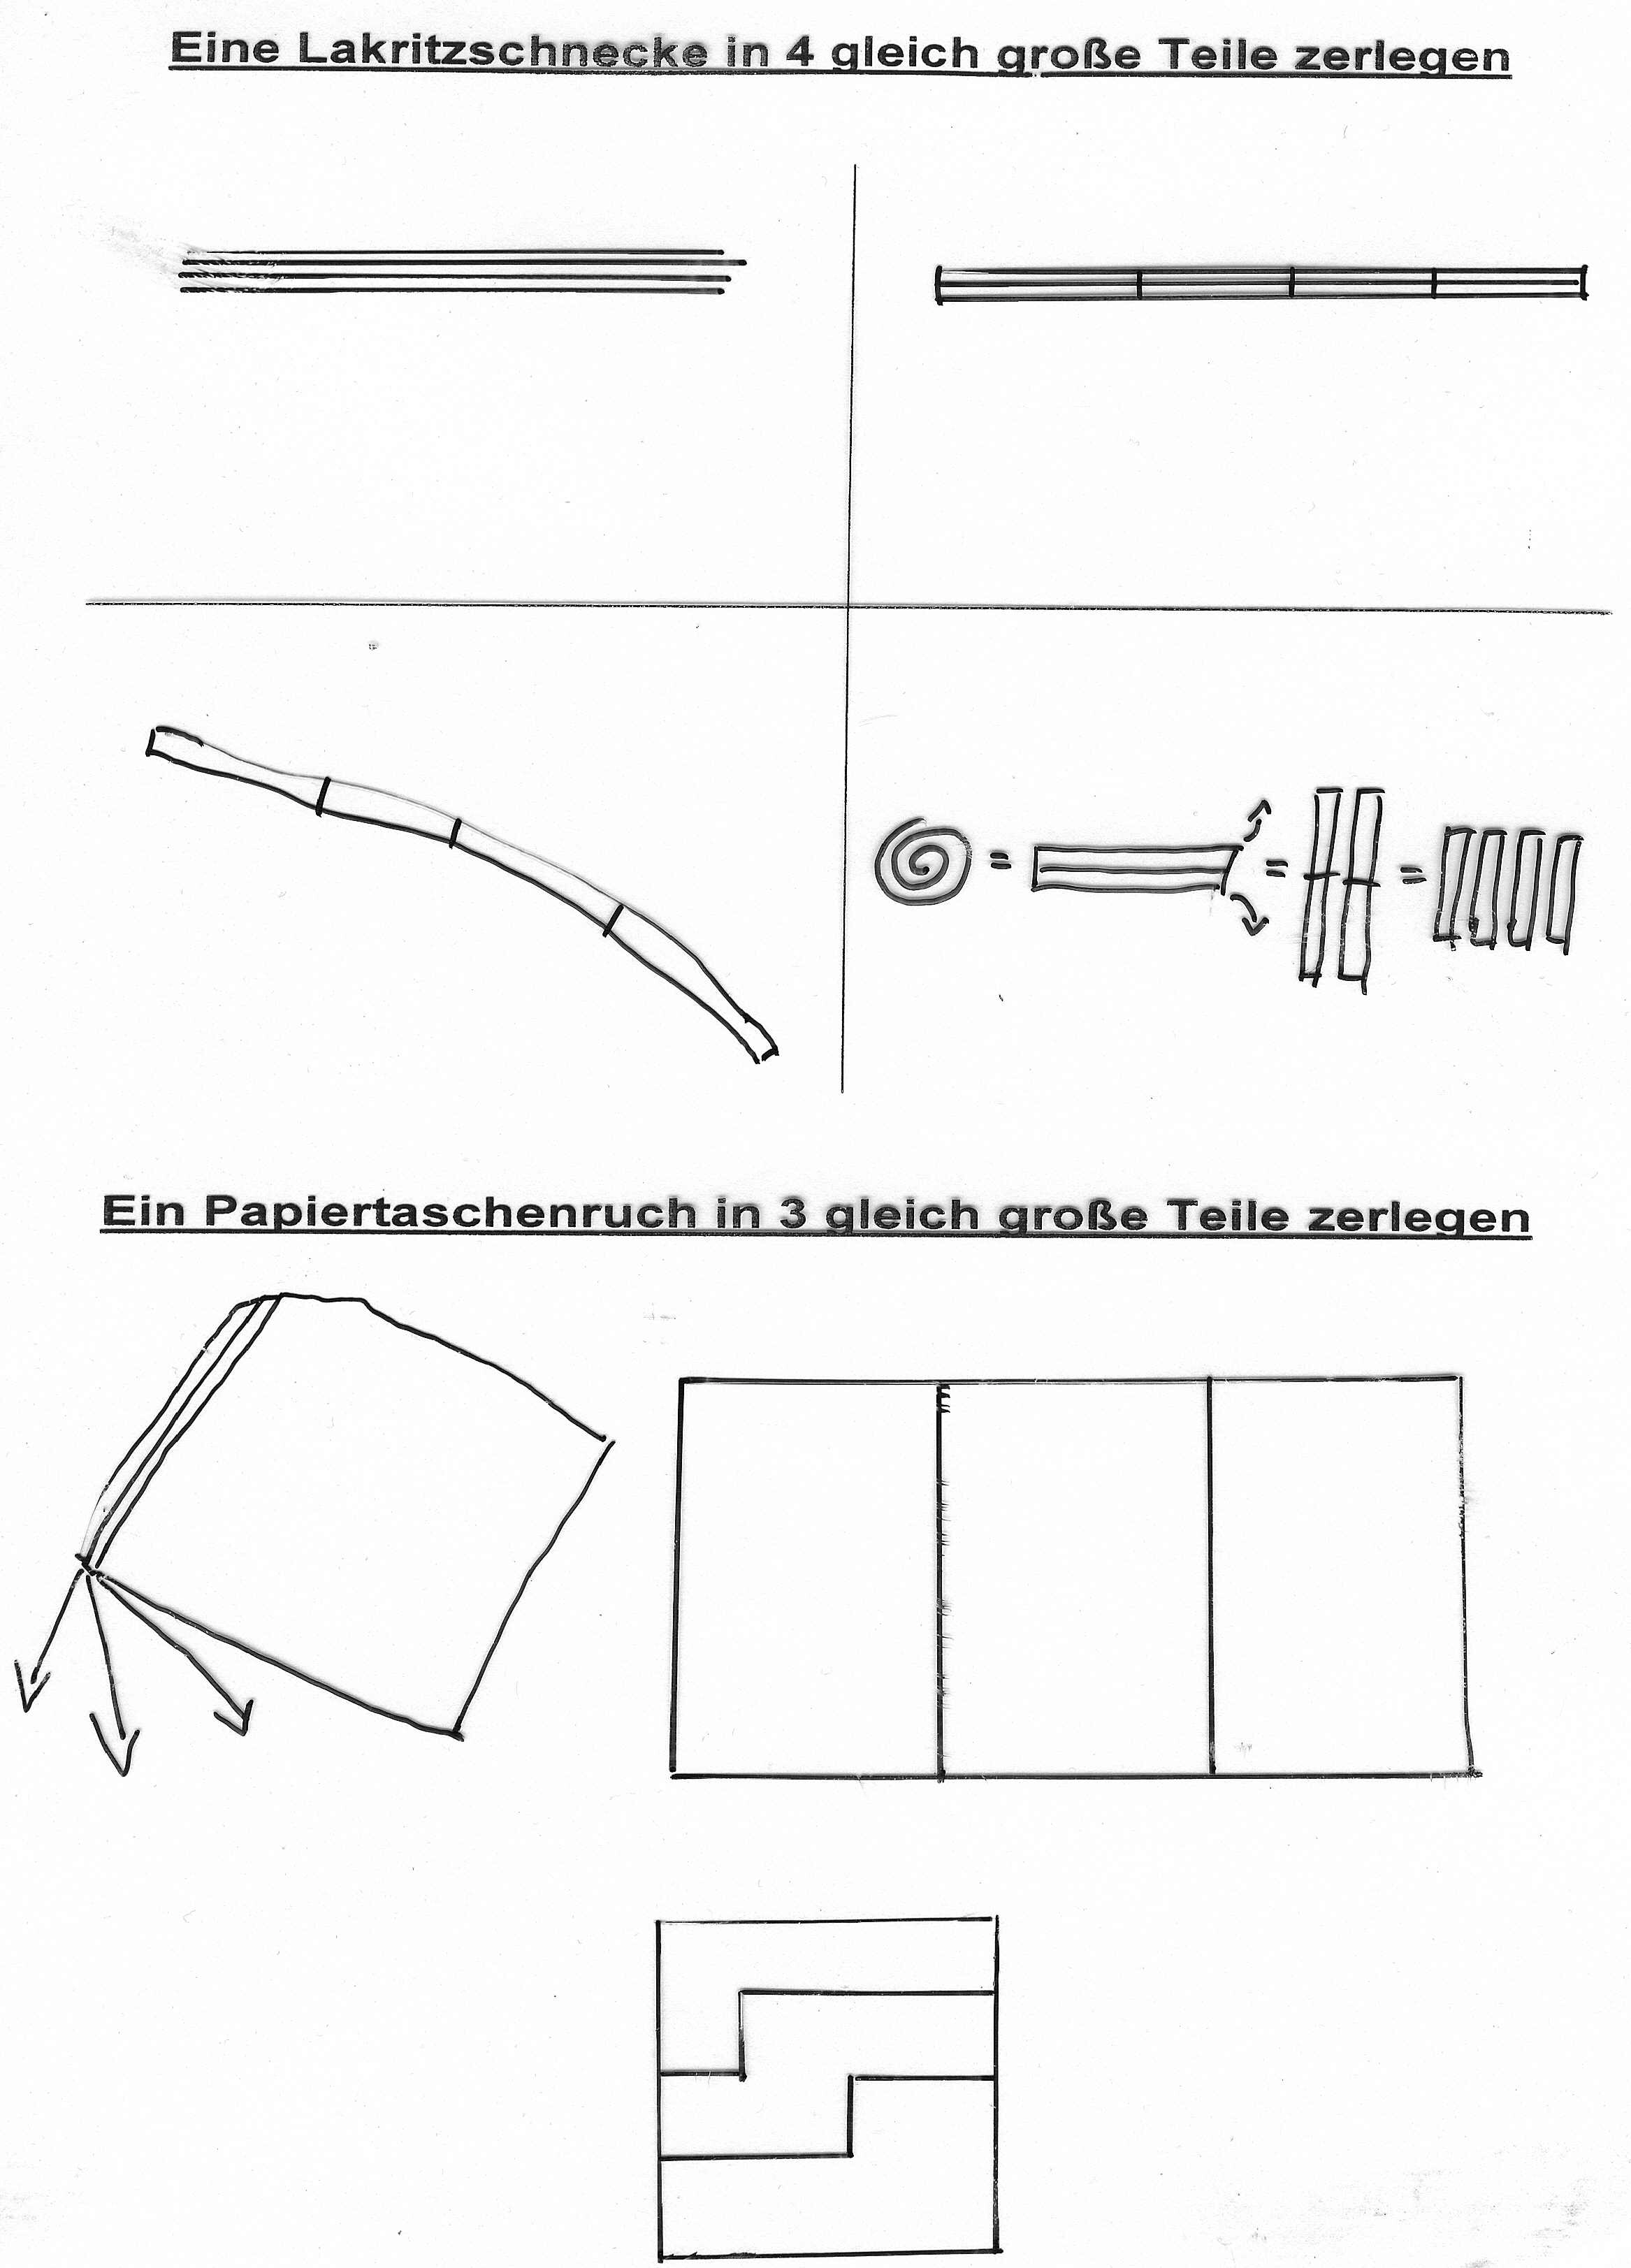 Eine Lakritzschnecke in 4 gleich große Teile zerlegen
= = =
Ein Papiertaschenruch in 3 gleich große Teile zerlegen